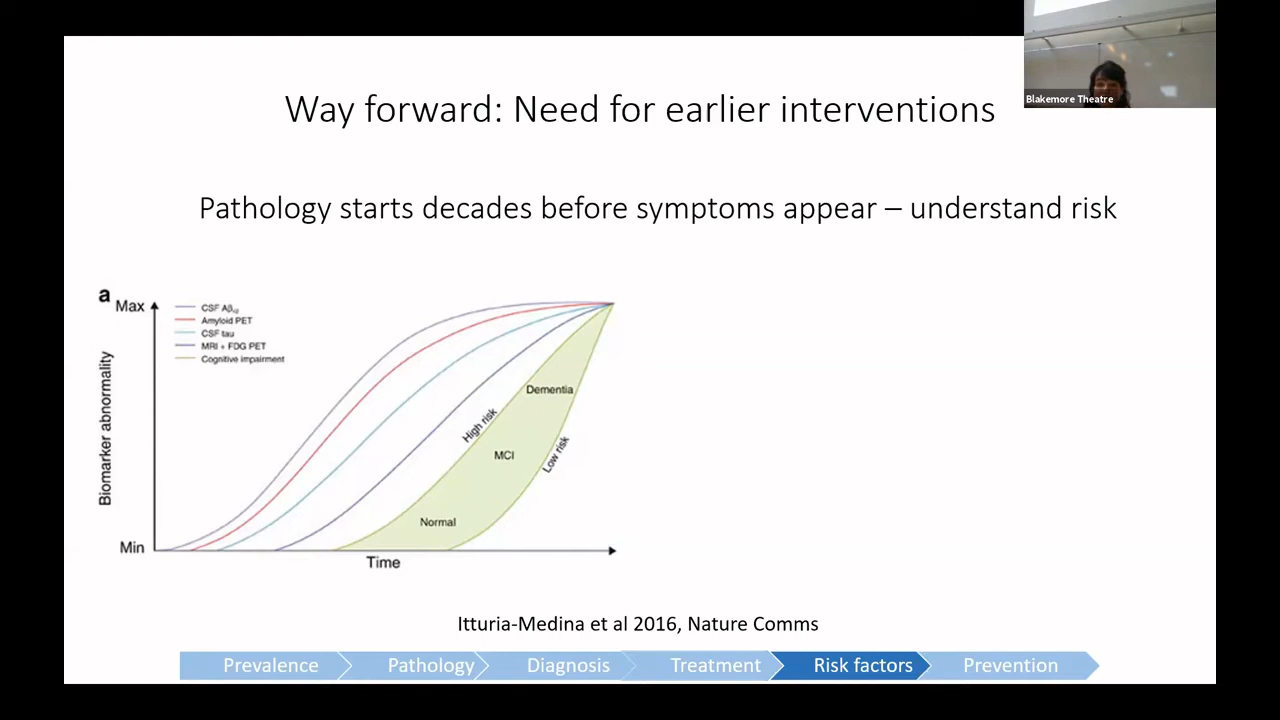 Blakemore Theatre
Way forward: Need for earlier interventions
Pathology starts decades before symptoms appear – understand risk
a
Max
CSF Aβ₁₋₄₂
Amyloid PET
CSF tau
MRI + FDG PET
Cognitive impairment
Biomarker abnormality
High risk
Dementia
MCI
Low risk
Normal
Min
Time
Itturia-Medina et al 2016, Nature Comms
Prevalence
Pathology
Diagnosis
Treatment
Risk factors
Prevention